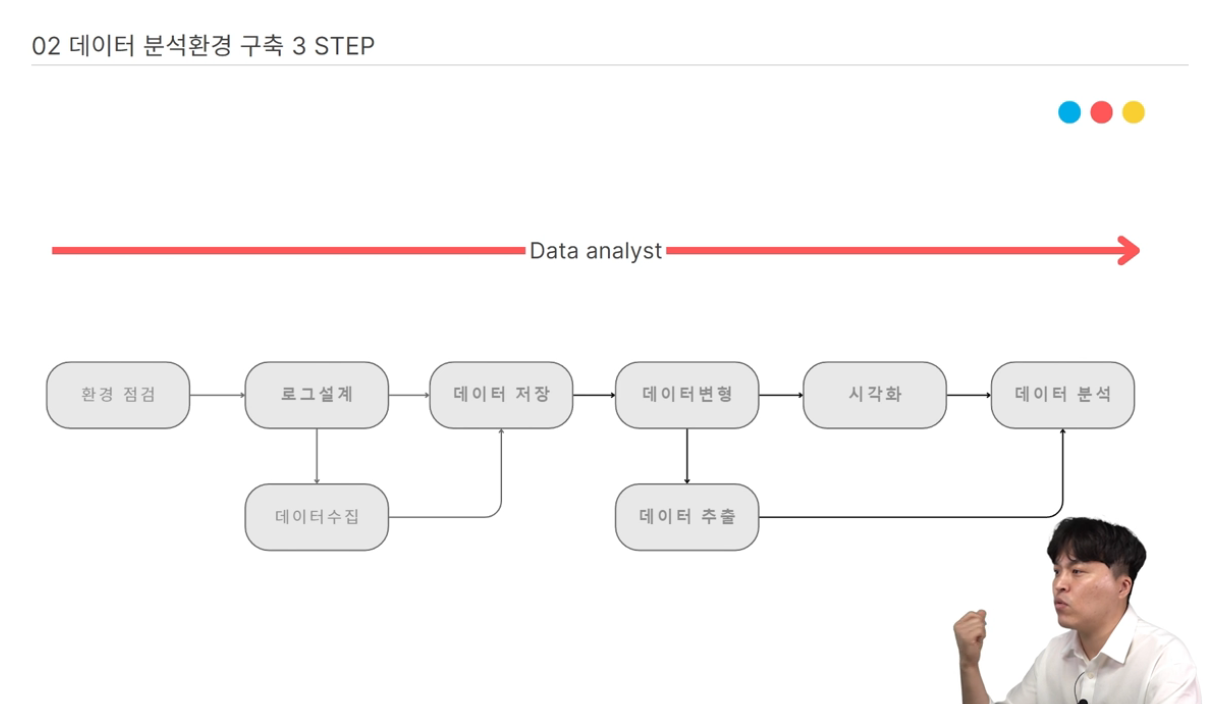 02 데이터 분석환경 구축 3 STEP
Data analyst
환경 점검
로그설계
데이터 저장
데이터변형
시각화
데이터 분석
데이터수집
데이터 추출